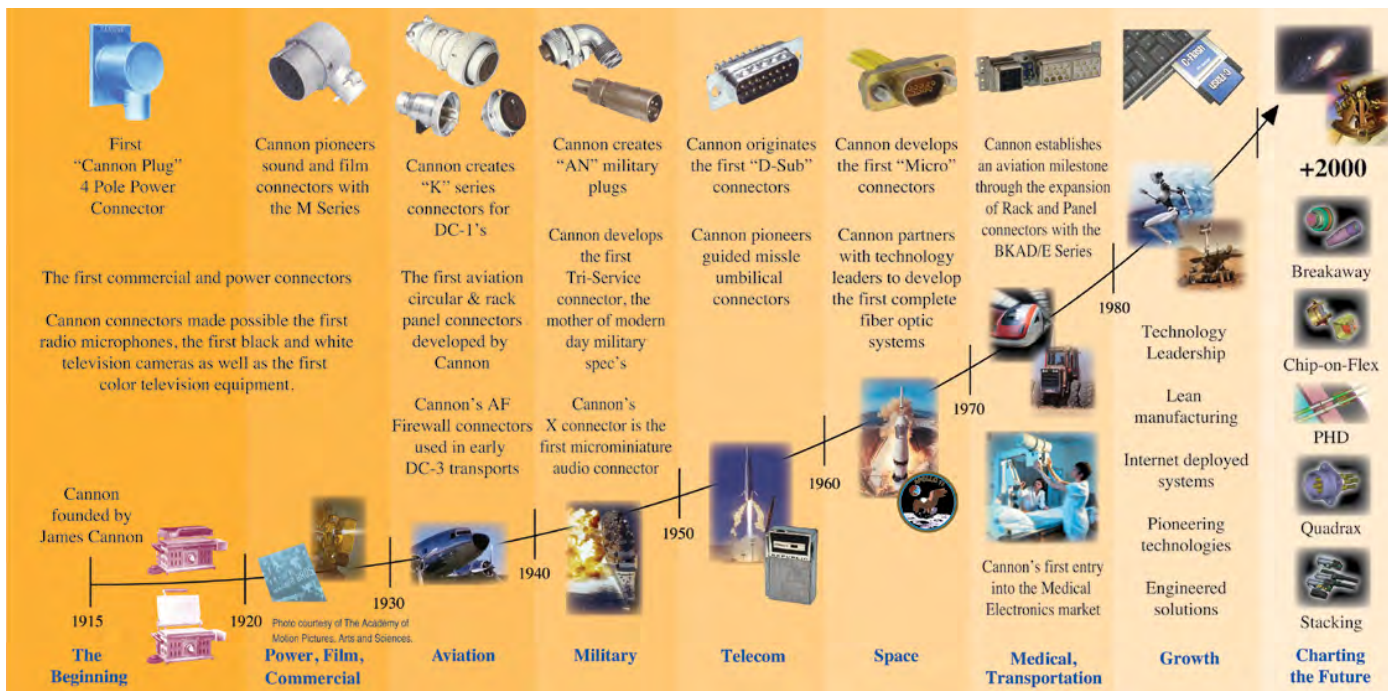 First
“Cannon Plug”
4 Pole Power
Connector
Cannon pioneers
sound and film
connectors with
the M Series
The first commercial and power connectors
Cannon connectors made possible the first
radio microphones, the first black and white
television cameras as well as the first
color television equipment.
Cannon
founded by
James Cannon
1915
The
Beginning
1920
Photo courtesy of The Academy of
Motion Pictures, Arts and Sciences.
Power, Film,
Commercial
1930
Cannon creates
“K” series
connectors for
DC-1’s
The first aviation
circular & rack
panel connectors
developed by
Cannon
Cannon’s AF
Firewall connectors
used in early
DC-3 transports
Aviation
1940
Cannon creates
“AN” military
plugs
Cannon develops
the first
Tri-Service
connector, the
mother of modern
day military
spec’s
Cannon’s
X connector is the
first microminiature
audio connector
Military
1950
Cannon originates
the first “D-Sub”
connectors
Cannon pioneers
guided missle
umbilical
connectors
Telecom
1960
Cannon develops
the first “Micro”
connectors
Cannon partners
with technology
leaders to develop
the first complete
fiber optic
systems
APOLLO 11
Space
1970
Cannon establishes
an aviation milestone
through the expansion
of Rack and Panel
connectors with the
BKAD/E Series
Cannon’s first entry
into the Medical
Electronics market
Medical,
Transportation
1980
C-Flash
C-Flash
Technology
Leadership
Lean
manufacturing
Internet deployed
systems
Pioneering
technologies
Engineered
solutions
Growth
+2000
Breakaway
Chip-on-Flex
PHD
Quadrax
Stacking
Charting
the Future